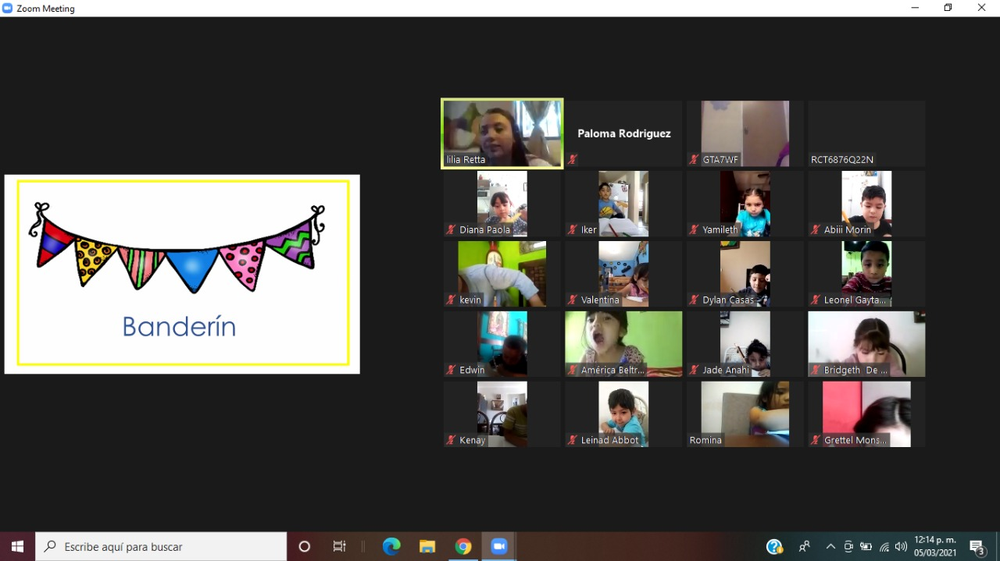 Zoom Meeting
lilia Retta
Paloma Rodriguez
GTA7WF
RCT6876Q22N
Diana Paola
Iker
Yamileth
Abiii Morin
Banderín
kevin
Valentina
Dylan Casas
Leonel Gayta...
Edwin
América Beltr...
Jade Anahi
Bridgeth De ...
Kenay
Leinad Abbot
Romina
Grettel Mons...
Escribe aquí para buscar
12:14 p. m.
05/03/2021
3